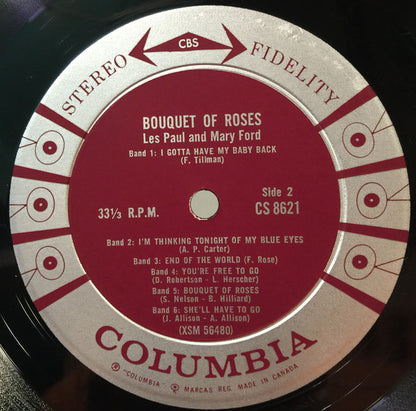 CBS
STEREO FIDELITY
BOUQUET OF ROSES
Les Paul and Mary Ford
Band 1: I GOTTA HAVE MY BABY BACK
(F. Tillman)
33⅓ R.P.M.
Side 2
CS 8621
Band 2: I'M THINKING TONIGHT OF MY BLUE EYES
(A. P. Carter)
Band 3: END OF THE WORLD (F. Rose)
Band 4: YOU'RE FREE TO GO
(D. Robertson - L. Herscher)
Band 5: BOUQUET OF ROSES
(S. Nelson - B. Hilliard)
Band 6: SHE'LL HAVE TO GO
(J. Allison - A. Allison)
(XSM 56480)
COLUMBIA
® "COLUMBIA" ® MARCAS REG. MADE IN CANADA